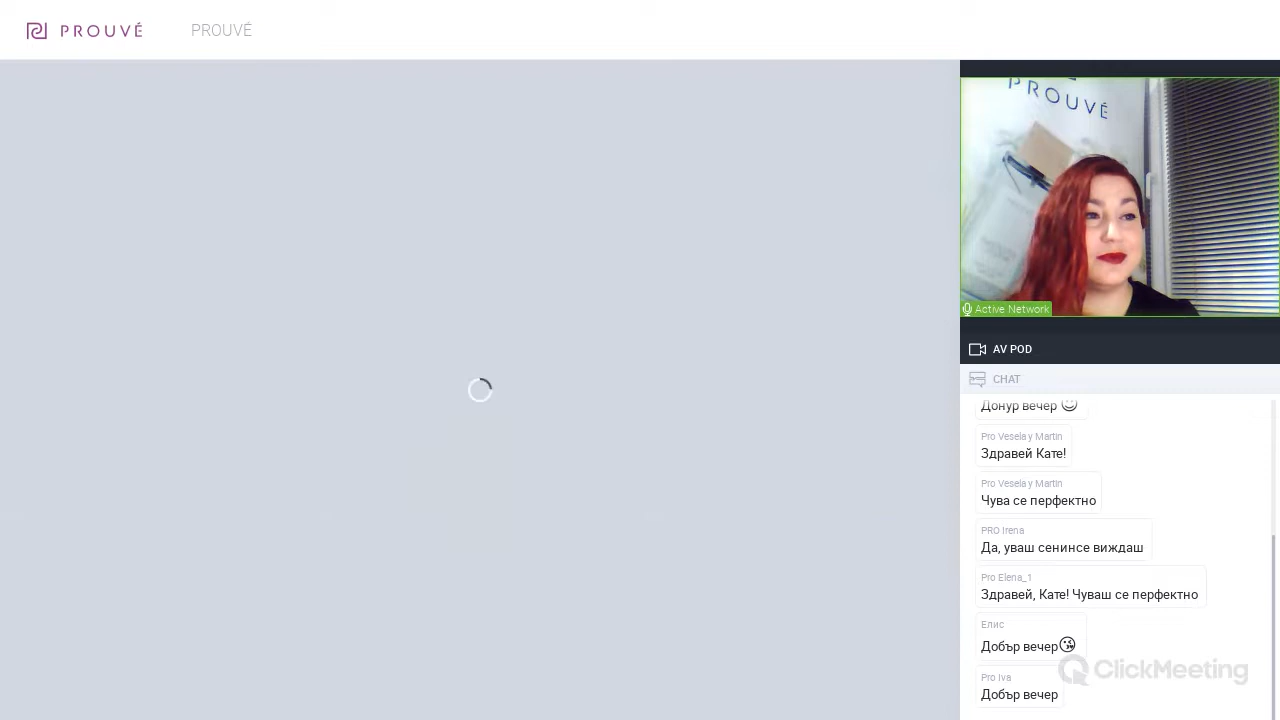 PROUVÉ
PROUVÉ
PROUVÉ
Active Network
AV POD
CHAT
Донур вечер
Pro Vesela y Martin
Здравей Кате!
Pro Vesela y Martin
Чува се перфектно
PRO Irena
Да, уваш сенинсе виждаш
Pro Elena_1
Здравей, Кате! Чуваш се перфектно
Елис
Добър вечер😘
ClickMeeting
Pro Iva
Добър вечер